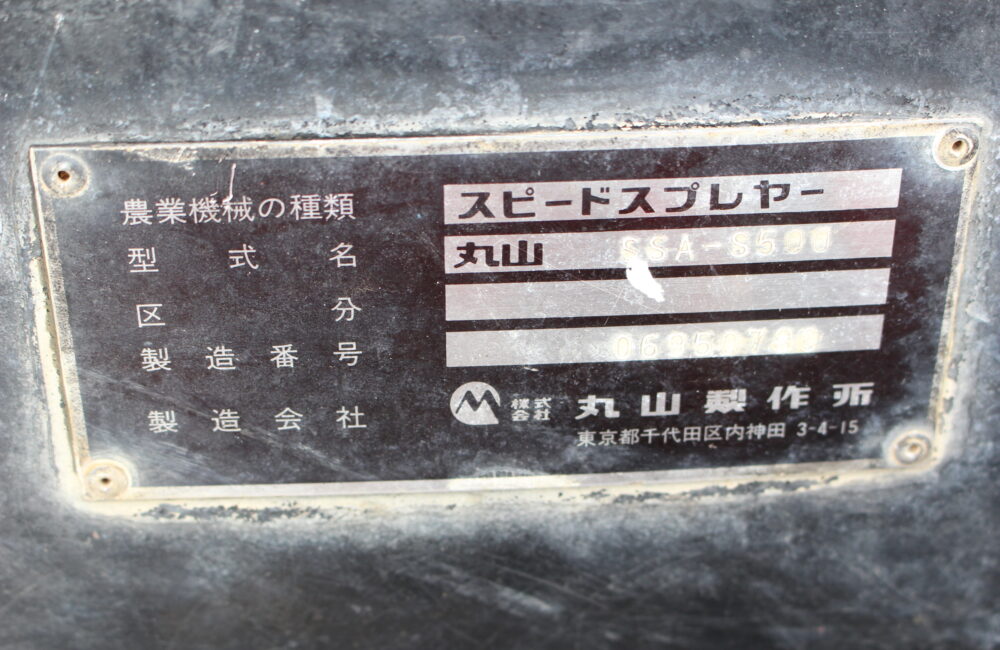 農業機械の種類 スピードスプレヤー
型式名 丸山 SSA-S500
区分
製造番号
製造会社 株式会社 丸山製作所
東京都千代田区内神田 3-4-15